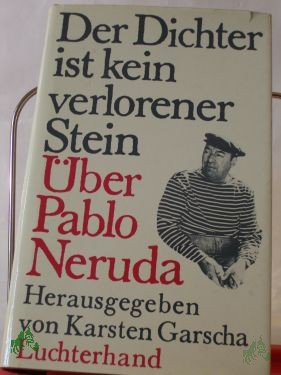 Der Dichter
ist kein
verlorener
Stein
Über
Pablo
Neruda
Herausgegeben
von Karsten Garscha
Luchterhand